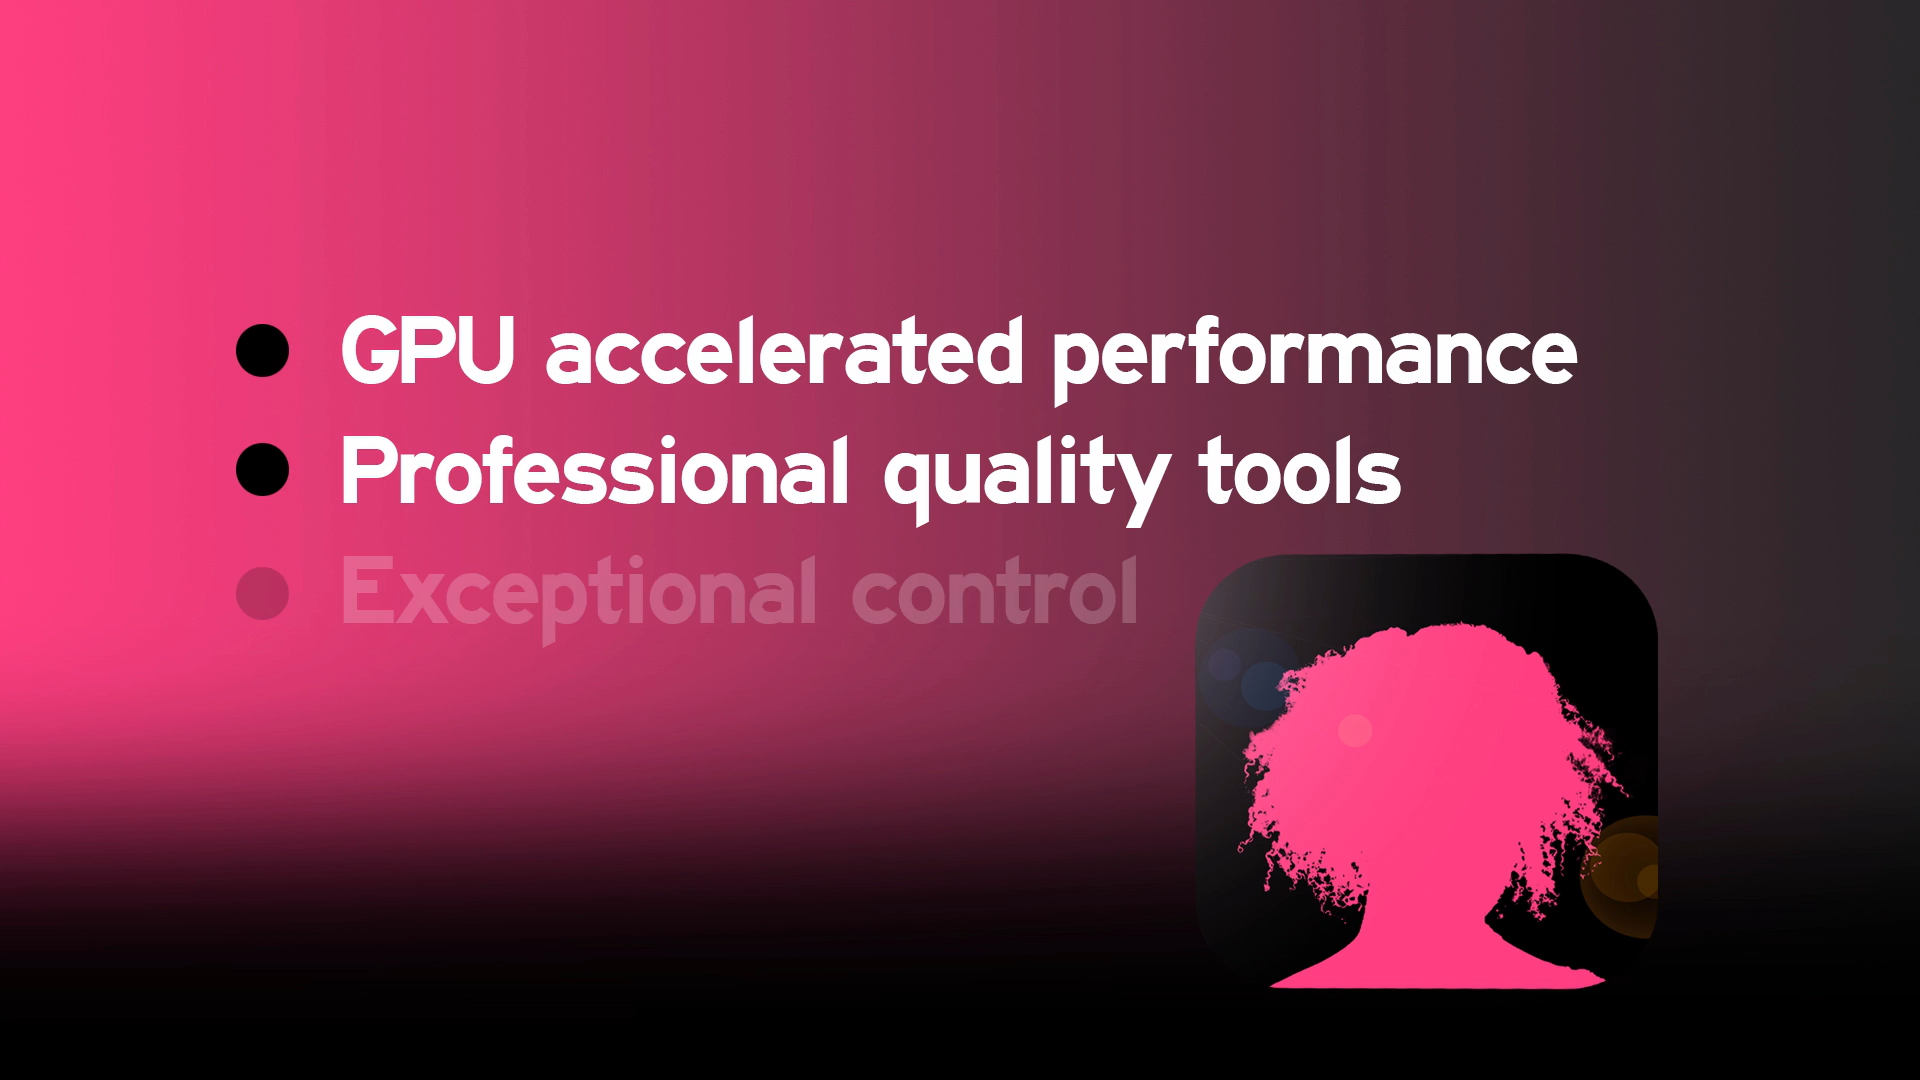 GPU accelerated performance
Professional quality tools
Exceptional control